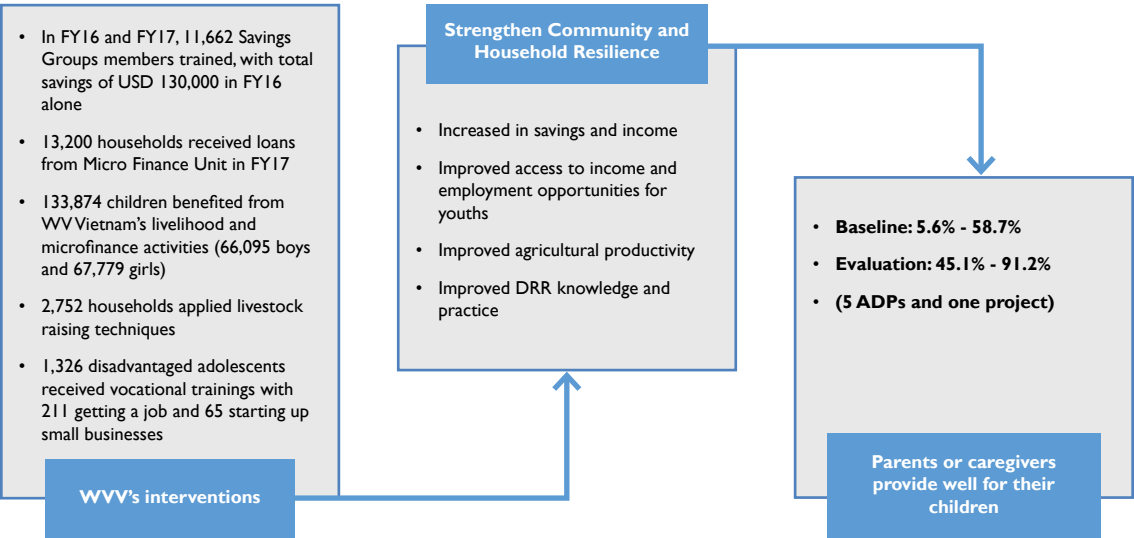 • In FY16 and FY17, 11,662 Savings
Groups members trained, with total
savings of USD 130,000 in FY16
alone
• 13,200 households received loans
from Micro Finance Unit in FY17
• 133,874 children benefited from
WV Vietnam's livelihood and
microfinance activities (66,095 boys
and 67,779 girls)
• 2,752 households applied livestock
raising techniques
• 1,326 disadvantaged adolescents
received vocational trainings with
211 getting a job and 65 starting up
small businesses
WVV's interventions
Strengthen Community and
Household Resilience
• Increased in savings and income
• Improved access to income and
employment opportunities for
youths
• Improved agricultural productivity
• Improved DRR knowledge and
practice
• Baseline: 5.6% - 58.7%
• Evaluation: 45.1% - 91.2%
• (5 ADPs and one project)
Parents or caregivers
provide well for their
children